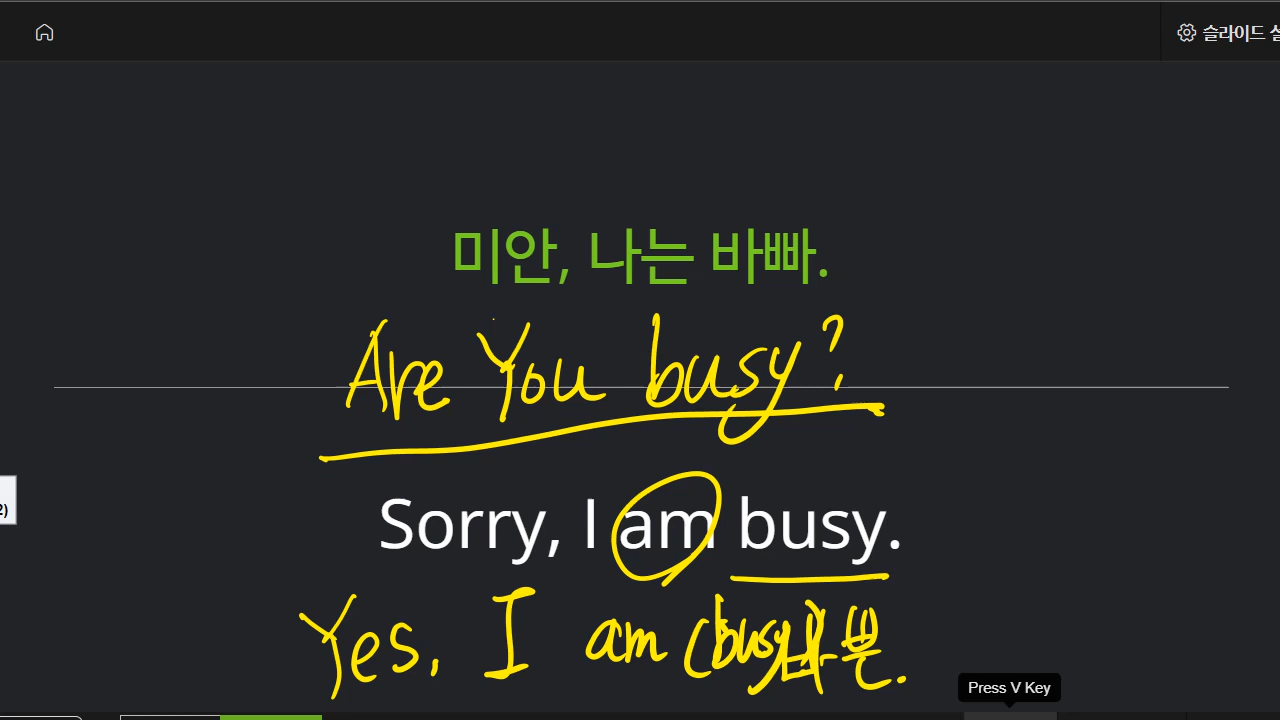 슬라이드
미안, 나는 바빠.
Are You busy?
Sorry, I am busy.
2)
Yes, I am (busy) 바쁜.
Press V Key